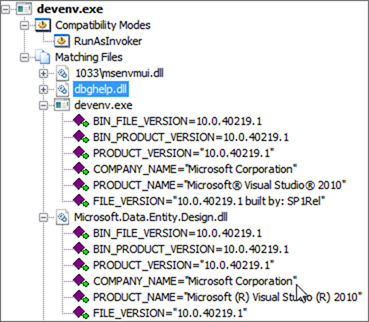 devenv.exe
Compatibility Modes
RunAsInvoker
Matching Files
1033\msenvmui.dll
dbghelp.dll
devenv.exe
BIN_FILE_VERSION=10.0.40219.1
BIN_PRODUCT_VERSION=10.0.40219.1
PRODUCT_VERSION="10.0.40219.1"
COMPANY_NAME="Microsoft Corporation"
PRODUCT_NAME="Microsoft® Visual Studio® 2010"
FILE_VERSION="10.0.40219.1 built by: SP1Rel"
Microsoft.Data.Entity.Design.dll
BIN_FILE_VERSION=10.0.40219.1
BIN_PRODUCT_VERSION=10.0.40219.1
PRODUCT_VERSION="10.0.40219.1"
COMPANY_NAME="Microsoft Corporation"
PRODUCT_NAME="Microsoft (R) Visual Studio (R) 2010"
FILE_VERSION="10.0.40219.1"